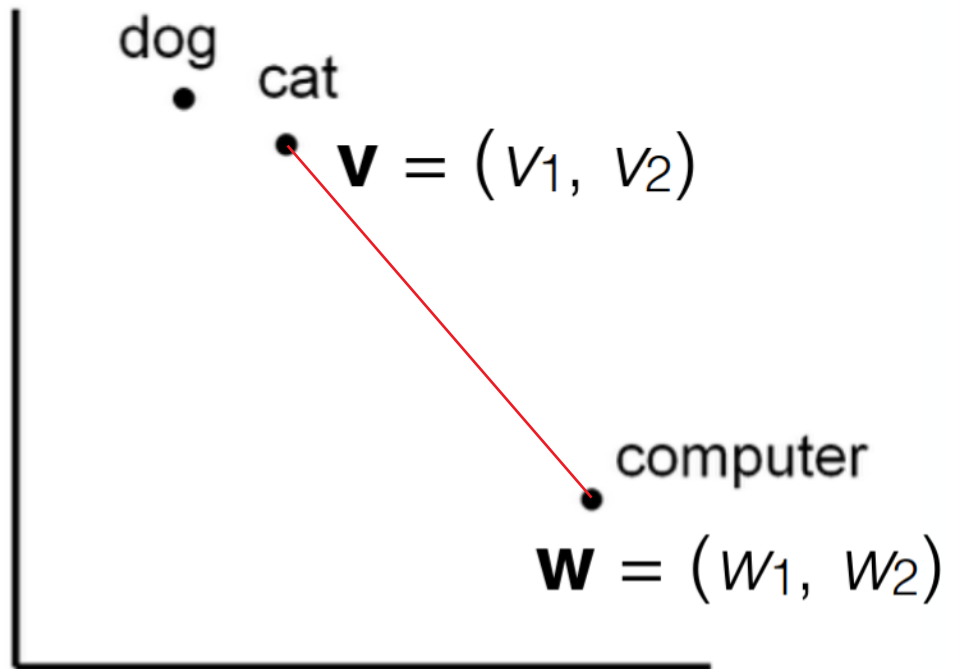 dog
cat
v = (v1, v2)
computer
w = (w1, w2)